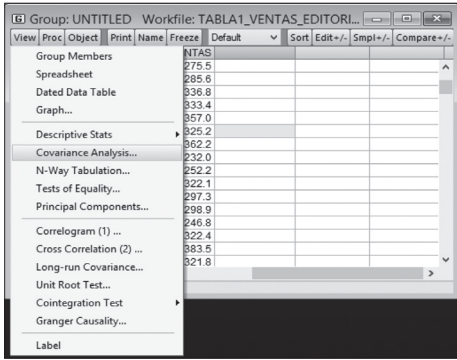 G Group: UNTITLED Workfile: TABLA1_VENTAS_EDITORI...
View Proc Object Print Name Freeze Default Sort Edit+/- Smpl+/- Compare+/-
Group Members
Spreadsheet
Dated Data Table
Graph...
Descriptive Stats
Covariance Analysis...
N-Way Tabulation...
Tests of Equality...
Principal Components...
Correlogram (1) ...
Cross Correlation (2) ...
Long-run Covariance...
Unit Root Test...
Cointegration Test
Granger Causality...
Label
NTAS
275.5
285.6
336.8
333.4
357.0
325.2
362.2
232.0
252.2
322.1
297.3
298.9
246.8
322.4
383.5
321.8